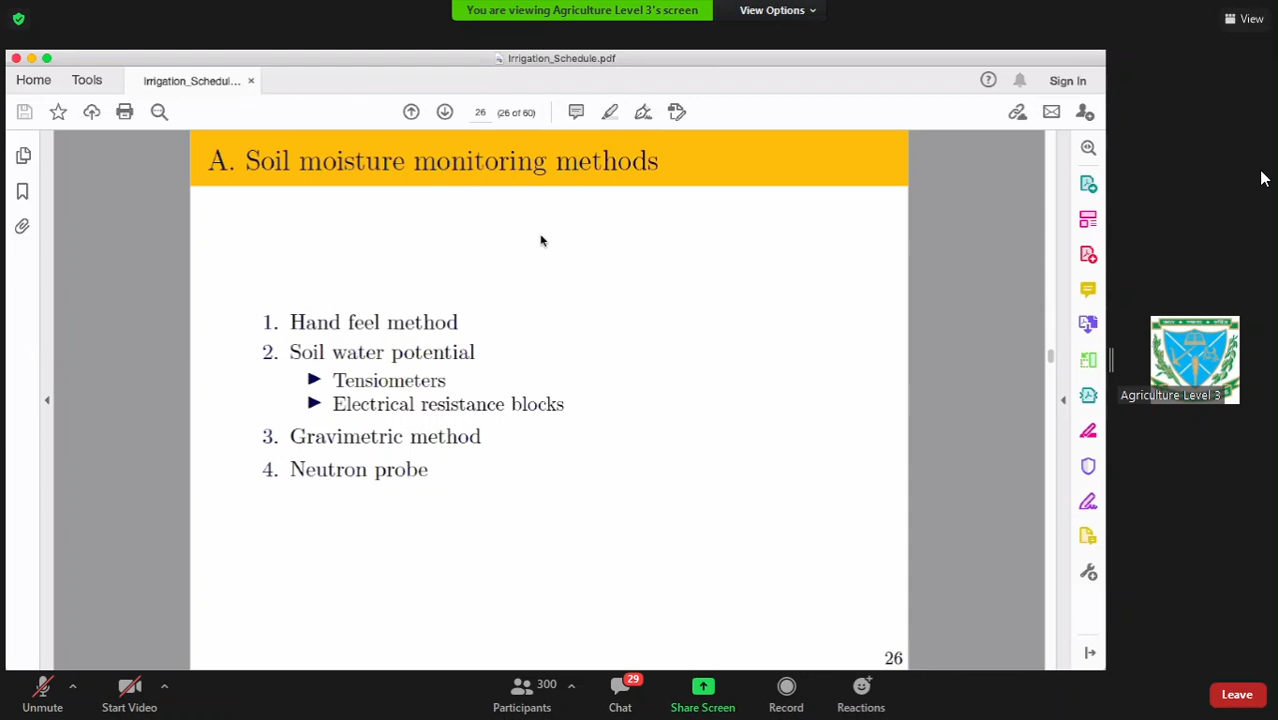 You are viewing Agriculture Level 3's screen
View Options
View
Irrigation_Schedule.pdf
Home
Tools
Irrigation_Schedul...
Sign In
26
(26 of 60)
A. Soil moisture monitoring methods
1. Hand feel method
2. Soil water potential
Tensiometers
Electrical resistance blocks
3. Gravimetric method
4. Neutron probe
26
Agriculture Level 3
Unmute
Start Video
300
Participants
29
Chat
Share Screen
Record
Reactions
Leave